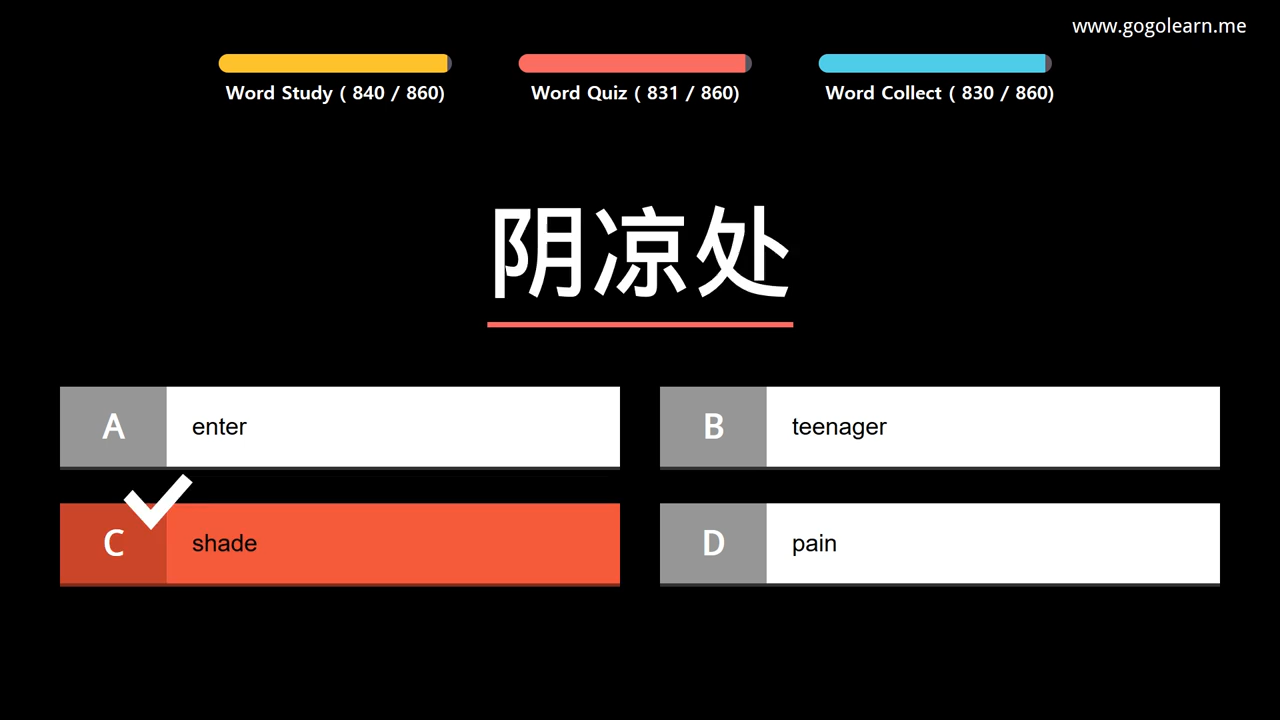 www.gogolearn.me
Word Study ( 840 / 860)
Word Quiz ( 831 / 860)
Word Collect ( 830 / 860)
阴凉处
A
enter
B
teenager
C
shade
D
pain